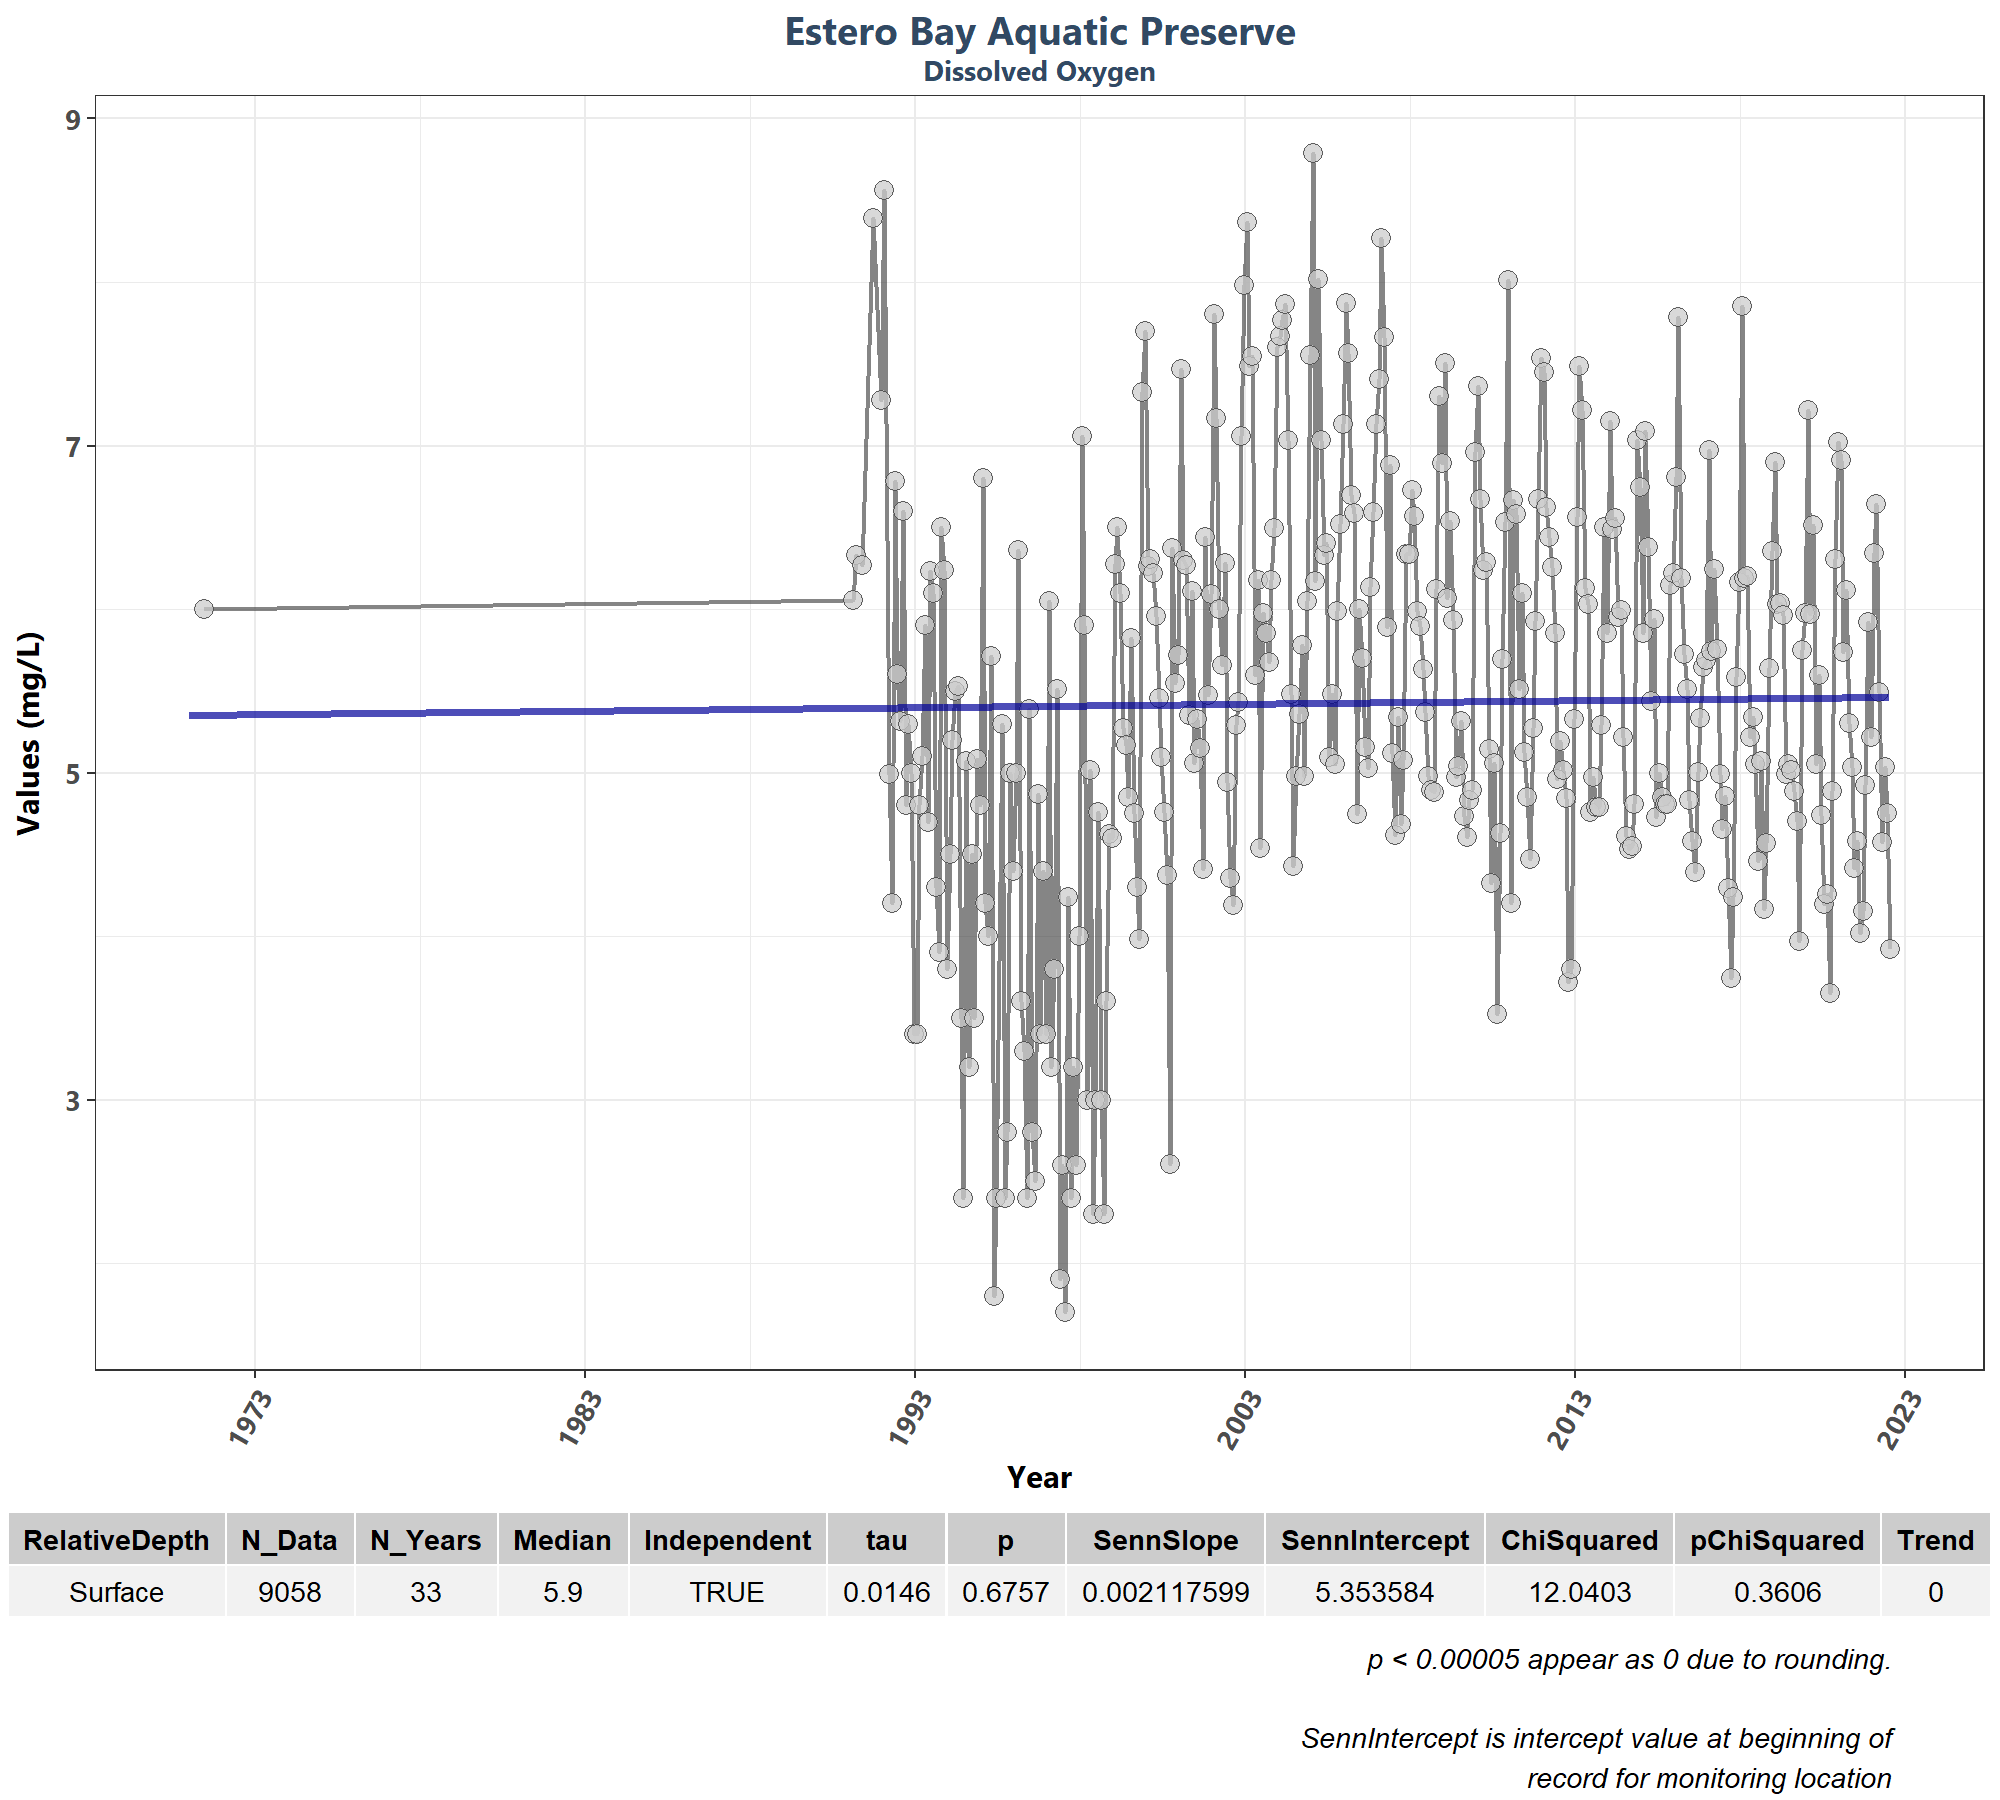 Estero Bay Aquatic Preserve
Dissolved Oxygen
9
7
5
3
Values (mg/L)
1973
1983
1993
2003
2013
2023
Year
RelativeDepth N_Data N_Years Median Independent tau p SennSlope SennIntercept ChiSquared pChiSquared Trend
Surface 9058 33 5.9 TRUE 0.0146 0.6757 0.002117599 5.353584 12.0403 0.3606 0
p < 0.00005 appear as 0 due to rounding.
SennIntercept is intercept value at beginning of
record for monitoring location